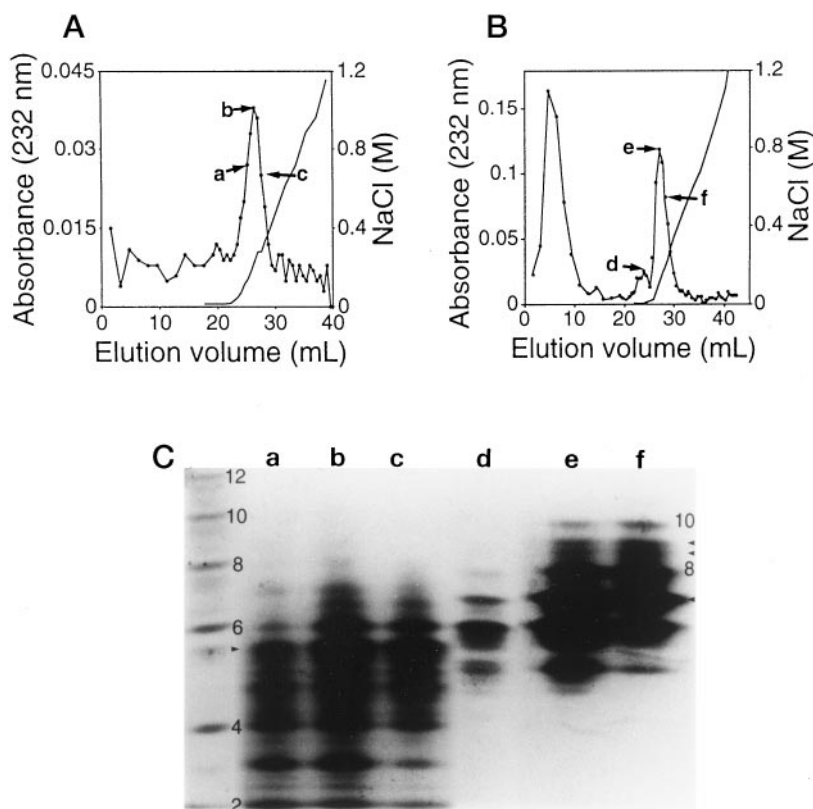 A
B
Absorbance (232 nm)
0.045
0.03
0.015
0
a
b
c
1.2
0.8
0.4
0
NaCl (M)
0 10 20 30 40
Elution volume (mL)
Absorbance (232 nm)
0.15
0.1
0.05
0
d
e
f
1.2
0.8
0.4
0
NaCl (M)
0 10 20 30 40
Elution volume (mL)
C
a b c d e f
12
10
8
6
4
2
10
8